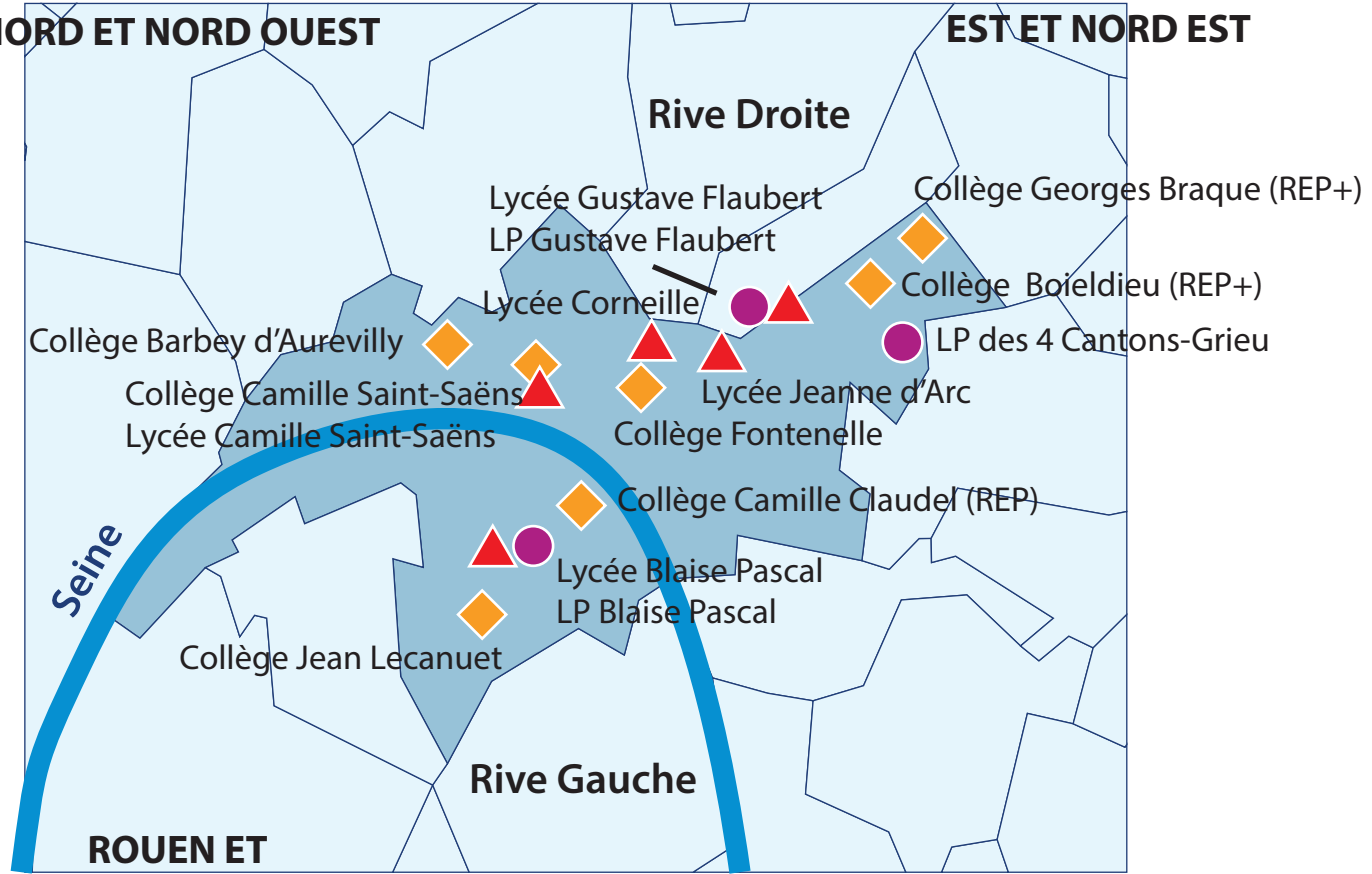 NORD ET NORD OUEST
EST ET NORD EST
Rive Droite
Collège Georges Braque (REP+)
Lycée Gustave Flaubert
LP Gustave Flaubert
Collège Boieldieu (REP+)
Lycée Corneille
Collège Barbey d’Aurevilly
LP des 4 Cantons-Grieu
Collège Camille Saint-Saëns
Lycée Jeanne d’Arc
Lycée Camille Saint-Saëns
Collège Fontenelle
Collège Camille Claudel (REP)
Seine
Lycée Blaise Pascal
LP Blaise Pascal
Collège Jean Lecanuet
Rive Gauche
ROUEN ET